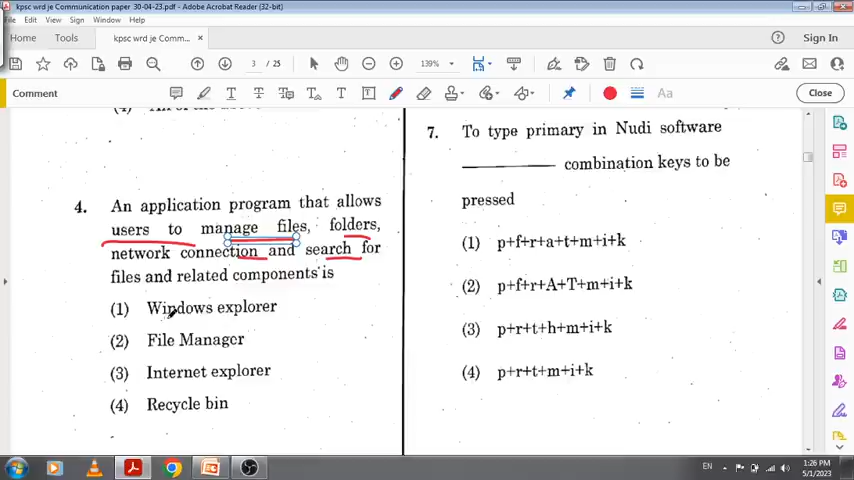 kpsc wrd je Communication paper 30-04-23.pdf - Adobe Acrobat Reader (32-bit)
File Edit View Sign Window Help
Home Tools kpsc wrd je Comm... × Sign In
3 / 25 139%
Comment Aa Close
4. An application program that allows
users to manage files, folders,
network connection and search for
files and related components is
(1) Windows explorer
(2) File Manager
(3) Internet explorer
(4) Recycle bin
7. To type primary in Nudi software
__________ combination keys to be
pressed
(1) p+f+r+a+t+m+i+k
(2) p+f+r+A+T+m+i+k
(3) p+r+t+h+m+i+k
(4) p+r+t+m+i+k
EN 1:26 PM
5/1/2023